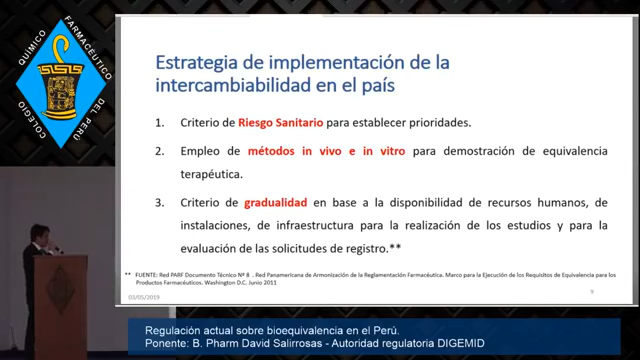 QUÍMICO
FARMACÉUTICO
DEL PERÚ
COLEGIO
Estrategia de implementación de la
intercambiabilidad en el país
1. Criterio de Riesgo Sanitario para establecer prioridades.
2. Empleo de métodos in vivo e in vitro para demostración de equivalencia
terapéutica.
3. Criterio de gradualidad en base a la disponibilidad de recursos humanos, de
instalaciones, de infraestructura para la realización de los estudios y para la
evaluación de las solicitudes de registro.**
** FUENTE: Red PARF Documento Técnico Nº 8 . Red Panamericana de Armonización de la Reglamentación Farmacéutica. Marco para la Ejecución de los Requisitos de Equivalencia para los
Productos Farmacéuticos. Washington D.C, Junio 2011
03/05/2019
9
Regulación actual sobre bioequivalencia en el Perú.
Ponente: B. Pharm David Salirrosas - Autoridad regulatoria DIGEMID